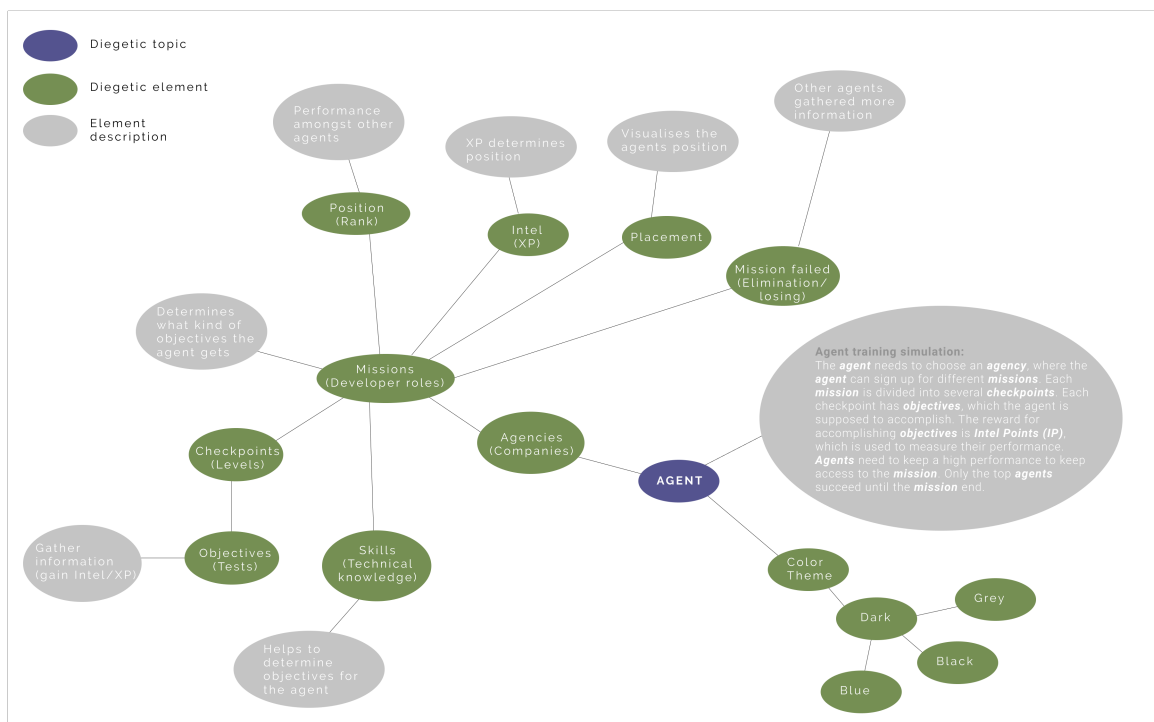 Diegetic topic
Diegetic element
Element
description
Performance
amongst other
agents
XP determines
position
Visualises the
agents position
Other agents
gathered more
information
Position
(Rank)
Intel
(XP)
Placement
Mission failed
(Elimination/
losing)
Determines
what kind of
objectives the
agent gets
Missions
(Developer roles)
Agent training simulation:
The agent needs to choose an agency, where the
agent can sign up for different missions. Each
mission is divided into several checkpoints. Each
checkpoint has objectives, which the agent is
supposed to accomplish. The reward for
accomplishing objectives is Intel Points (IP),
which is used to measure their performance.
Agents need to keep a high performance to keep
access to the mission. Only the top agents
succeed until the mission end.
Checkpoints
(Levels)
Agencies
(Companies)
AGENT
Gather
information
(gain Intel/XP)
Objectives
(Tests)
Skills
(Technical
knowledge)
Color
Theme
Helps to
determine
objectives for
the agent
Dark
Grey
Black
Blue